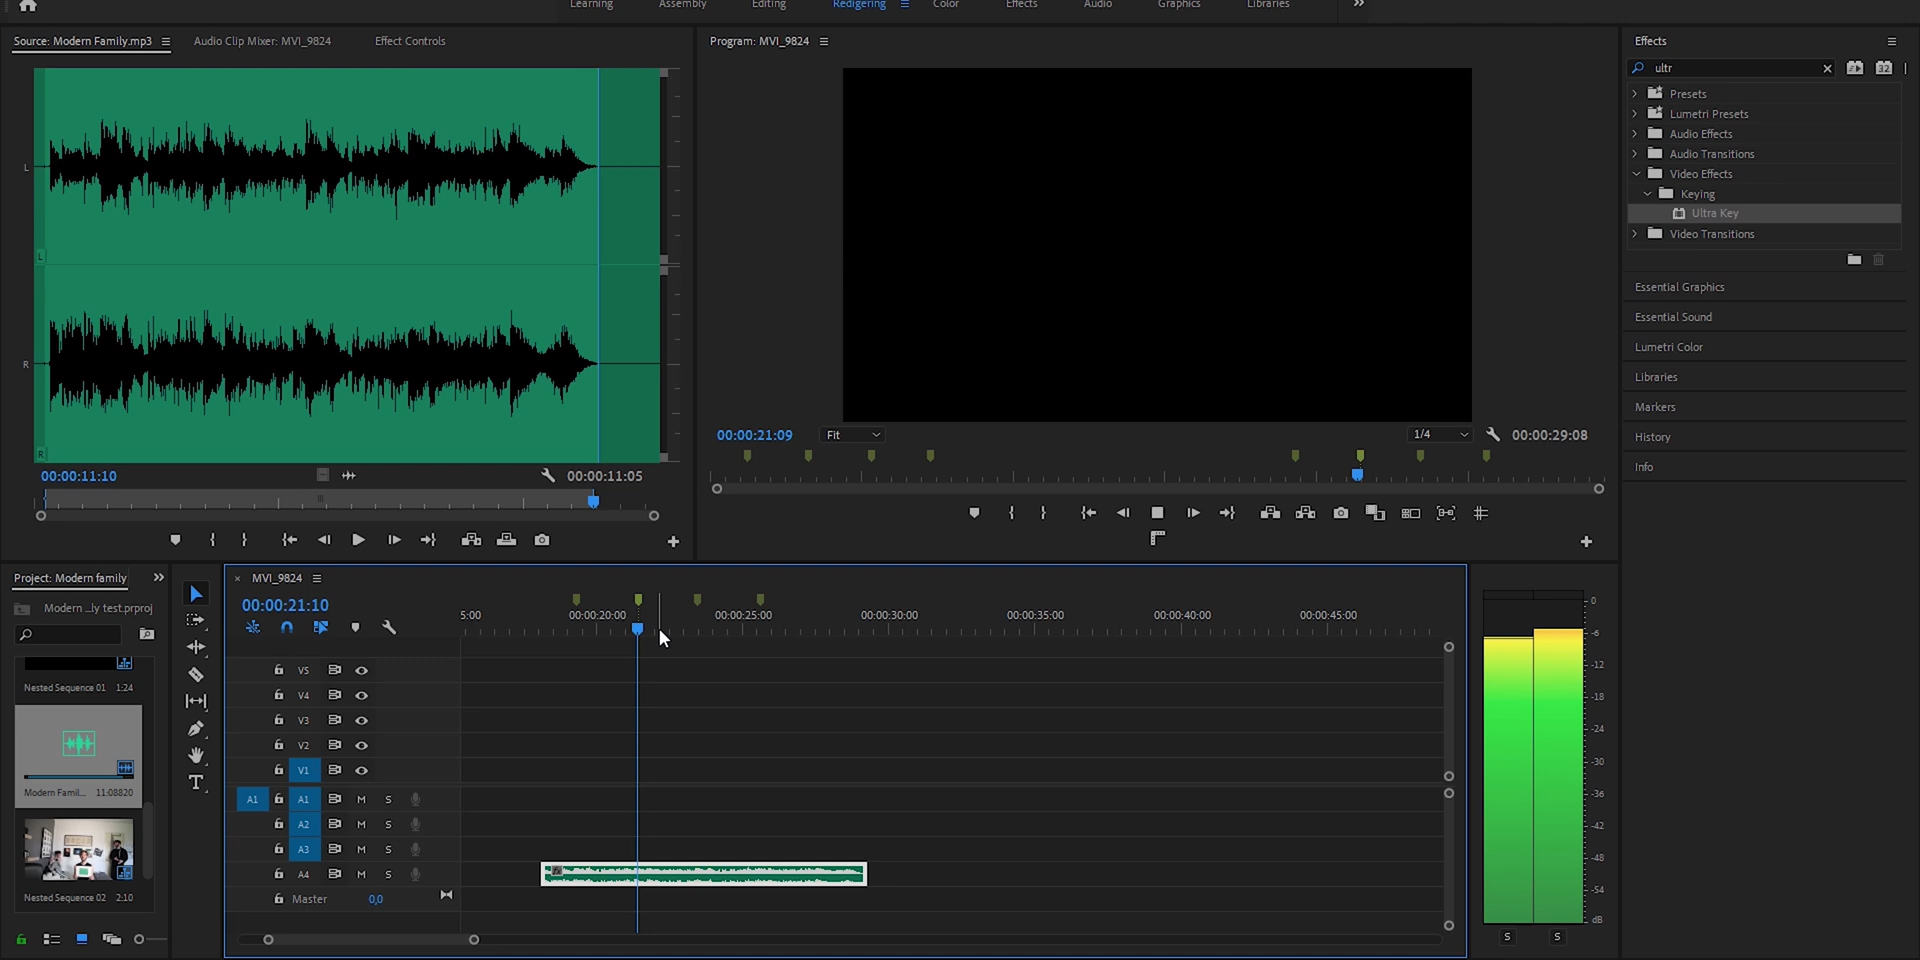 Learning Assembly Editing Redigering Color Effects Audio Graphics Libraries
Source: Modern Family.mp3 Audio Clip Mixer: MVI_9824 Effect Controls
Program: MVI_9824
Effects
ultr
32
Presets
Lumetri Presets
Audio Effects
Audio Transitions
Video Effects
Keying
Ultra Key
Video Transitions
Essential Graphics
Essential Sound
Lumetri Color
Libraries
Markers
History
Info
L
L
R
R
00:00:11:10 00:00:11:05
00:00:21:09 Fit 1/4 00:00:29:08
Project: Modern family
Modern ..ly test.prproj
Nested Sequence 01 1:24
Modern Famil... 11:08820
Nested Sequence 02 2:10
T
MVI_9824
00:00:21:10
5:00 00:00:20:00 00:00:25:00 00:00:30:00 00:00:35:00 00:00:40:00 00:00:45:00
V5
V4
V3
V2
V1
A1 A1 M S
A2 M S
A3 M S
A4 M S
fx
Master 0,0
0
-6
-12
-18
-24
-30
-36
-42
-48
-54
dB
S S